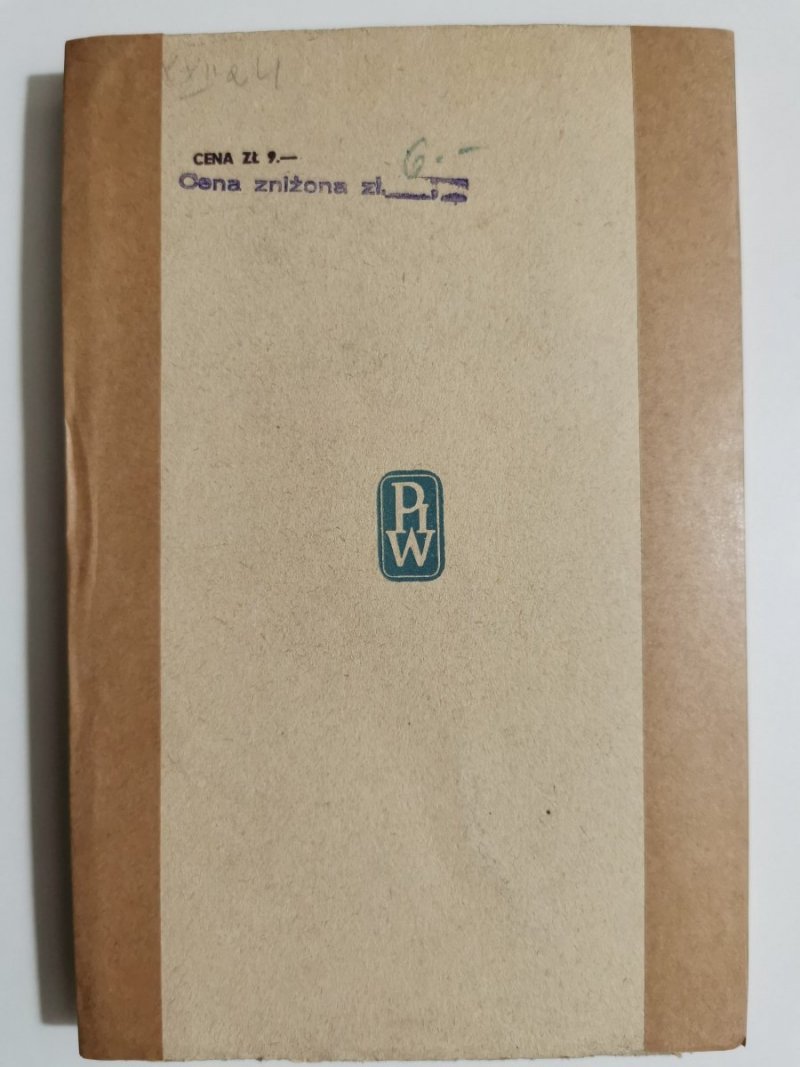 CENA ZŁ 9.—
6.-
Cena zniżona zł
PIW